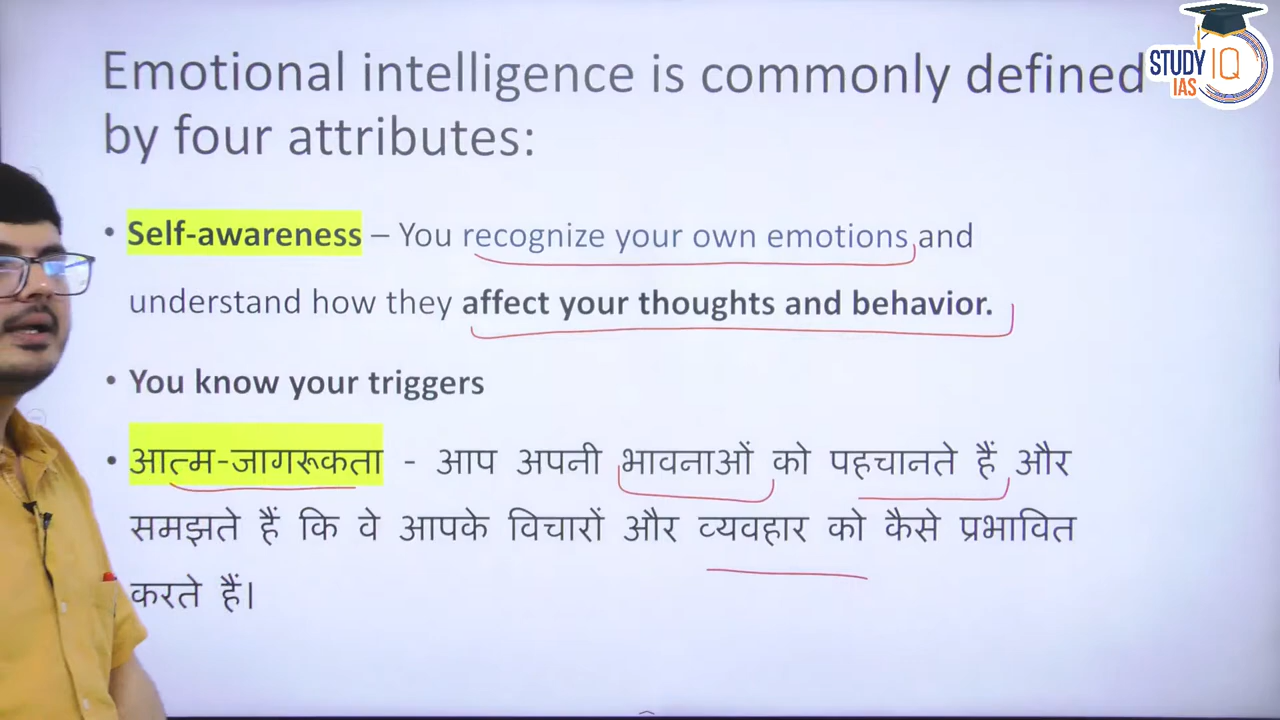 Emotional intelligence is commonly defined
by four attributes:
STUDY IQ
IAS
• Self-awareness – You recognize your own emotions and
understand how they affect your thoughts and behavior.
• You know your triggers
• आत्म-जागरूकता - आप अपनी भावनाओं को पहचानते हैं और
समझते हैं कि वे आपके विचारों और व्यवहार को कैसे प्रभावित
करते हैं।